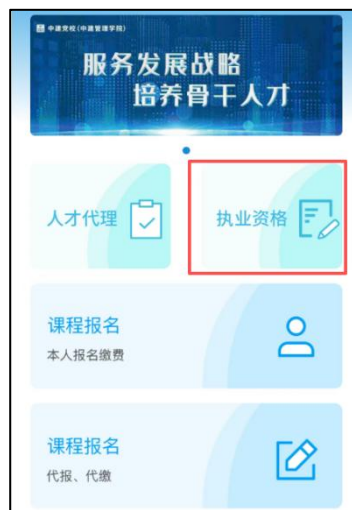 中建党校(中建管理学院)
服务发展战略
培养骨干人才
人才代理
执业资格
课程报名
本人报名缴费
课程报名
代报、代缴